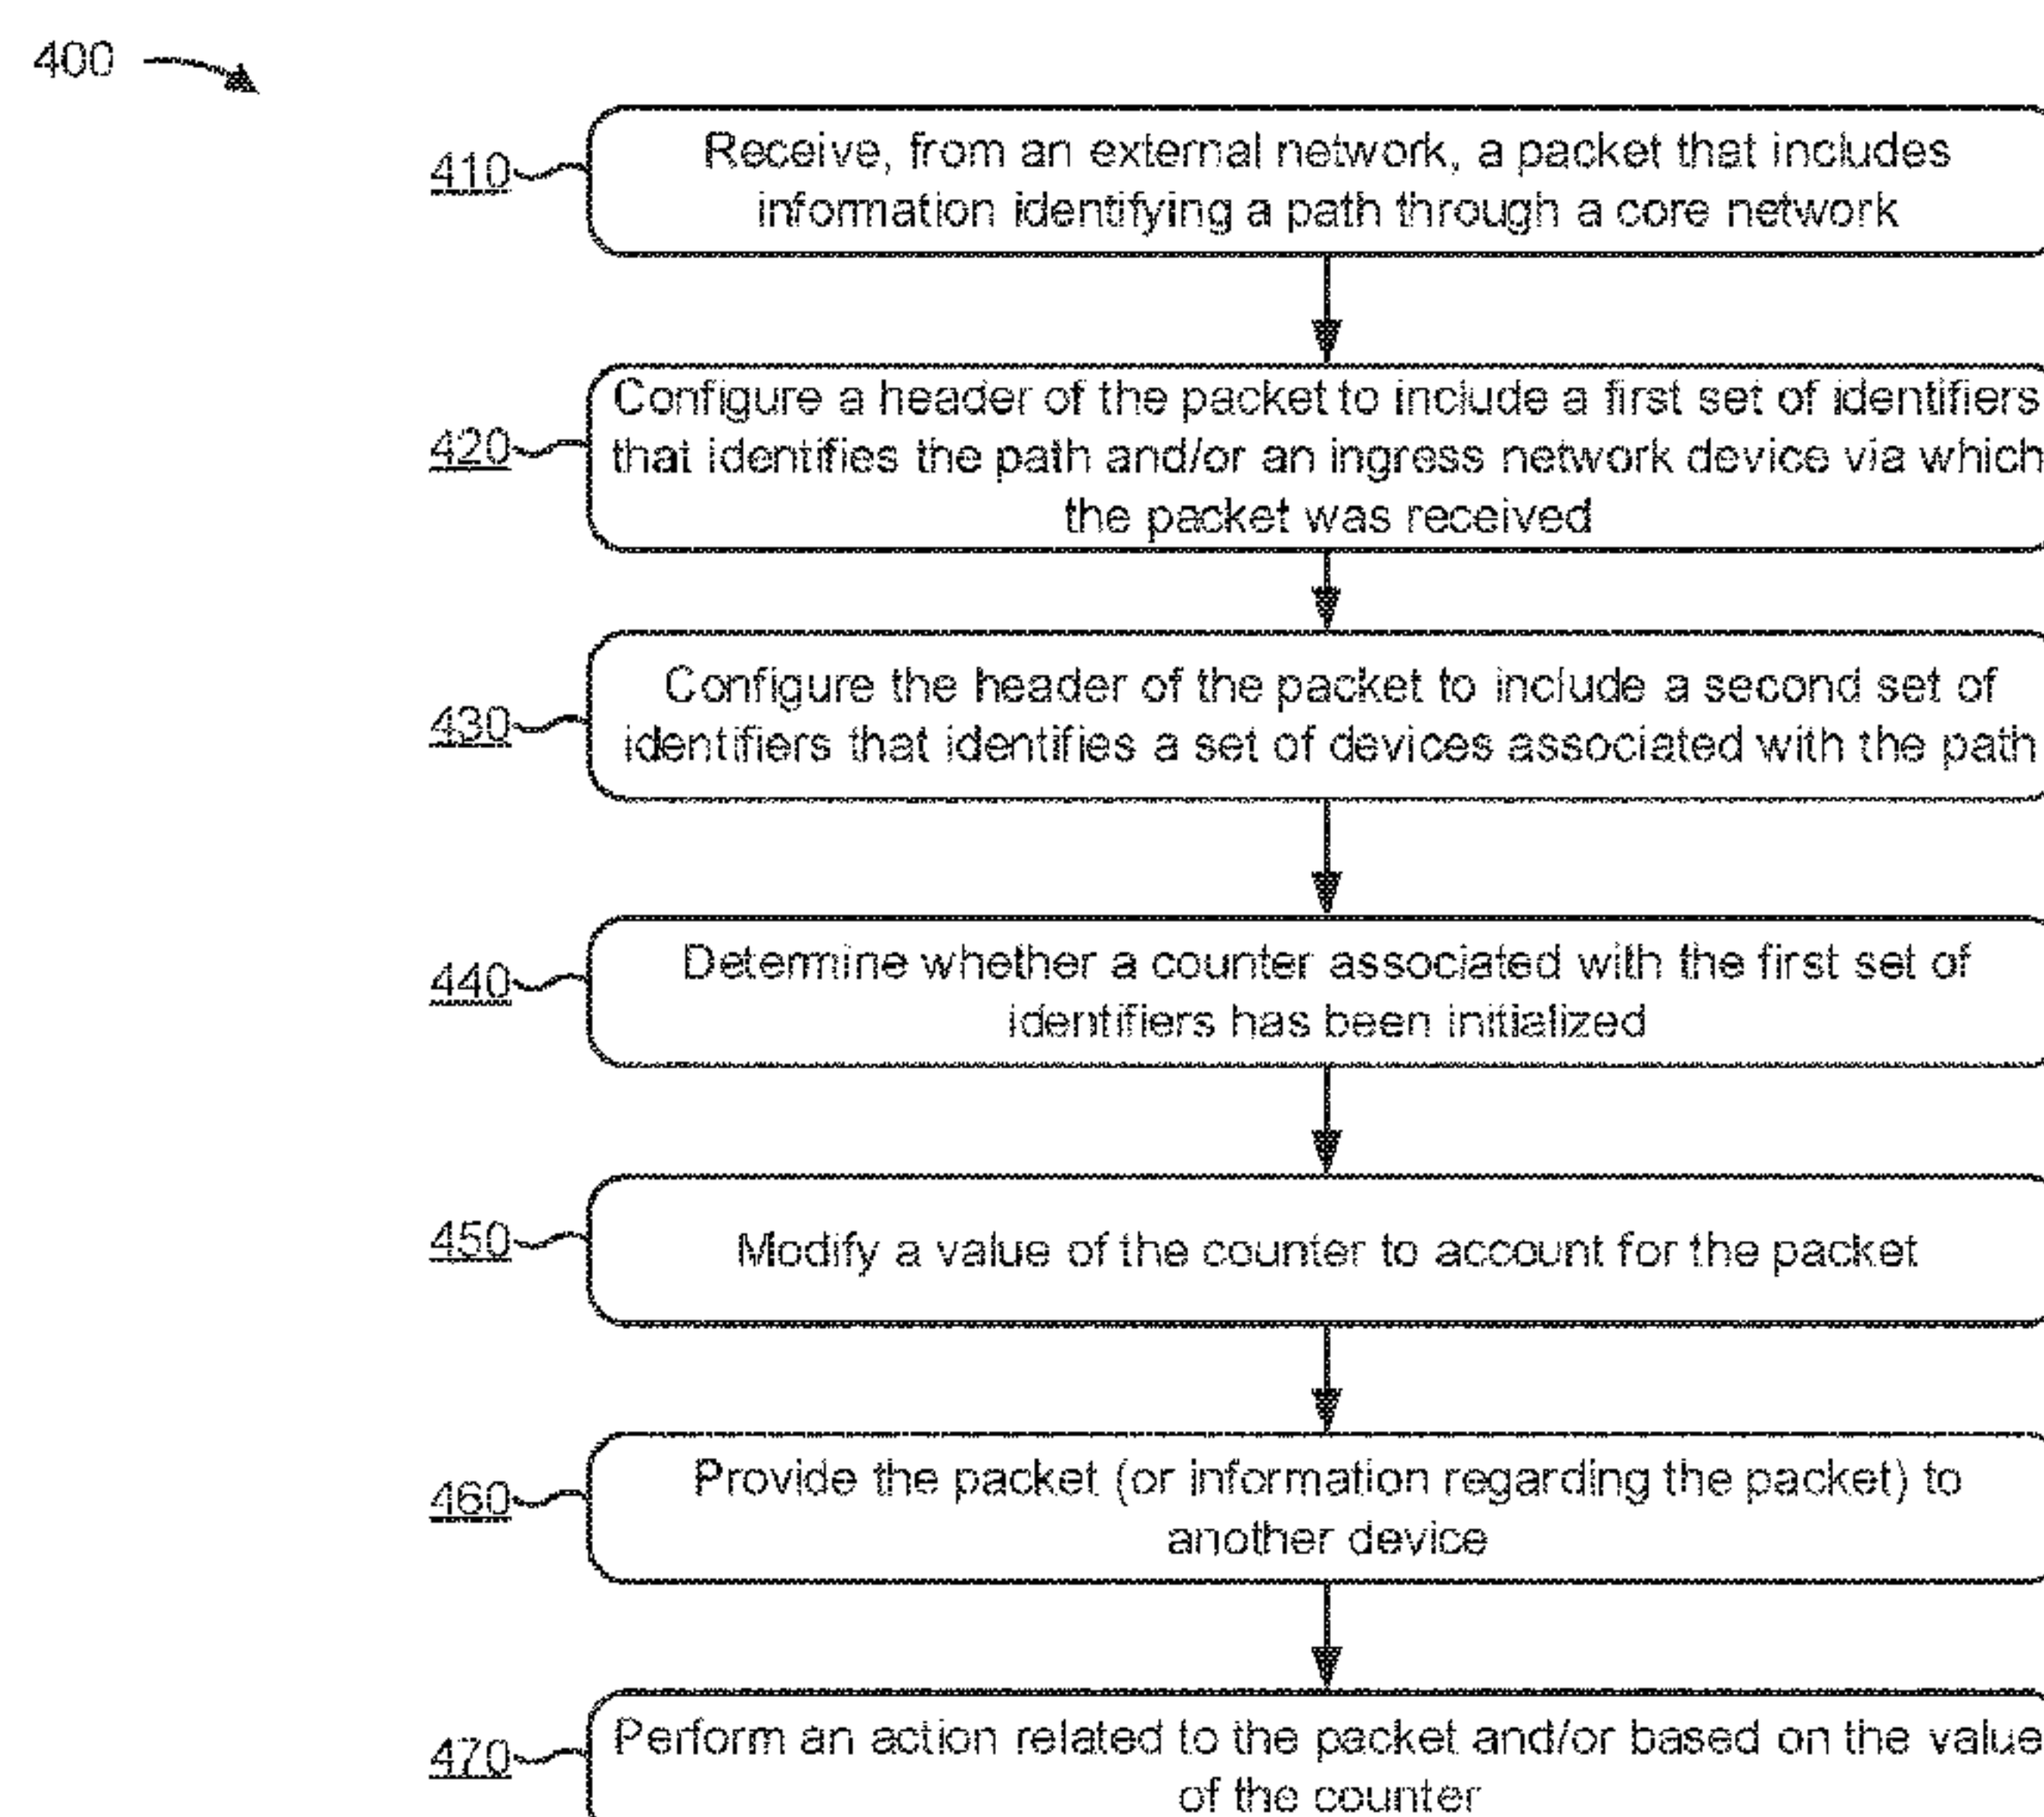 400
410
Receive, from an external network, a packet that includes
information identifying a path through a core network
420
Configure a header of the packet to include a first set of identifiers
that identifies the path and/or an ingress network device via which
the packet was received
430
Configure the header of the packet to include a second set of
identifiers that identifies a set of devices associated with the path
440
Determine whether a counter associated with the first set of
identifiers has been initialized
450
Modify a value of the counter to account for the packet
460
Provide the packet (or information regarding the packet) to
another device
470
Perform an action related to the packet and/or based on the value
of the counter